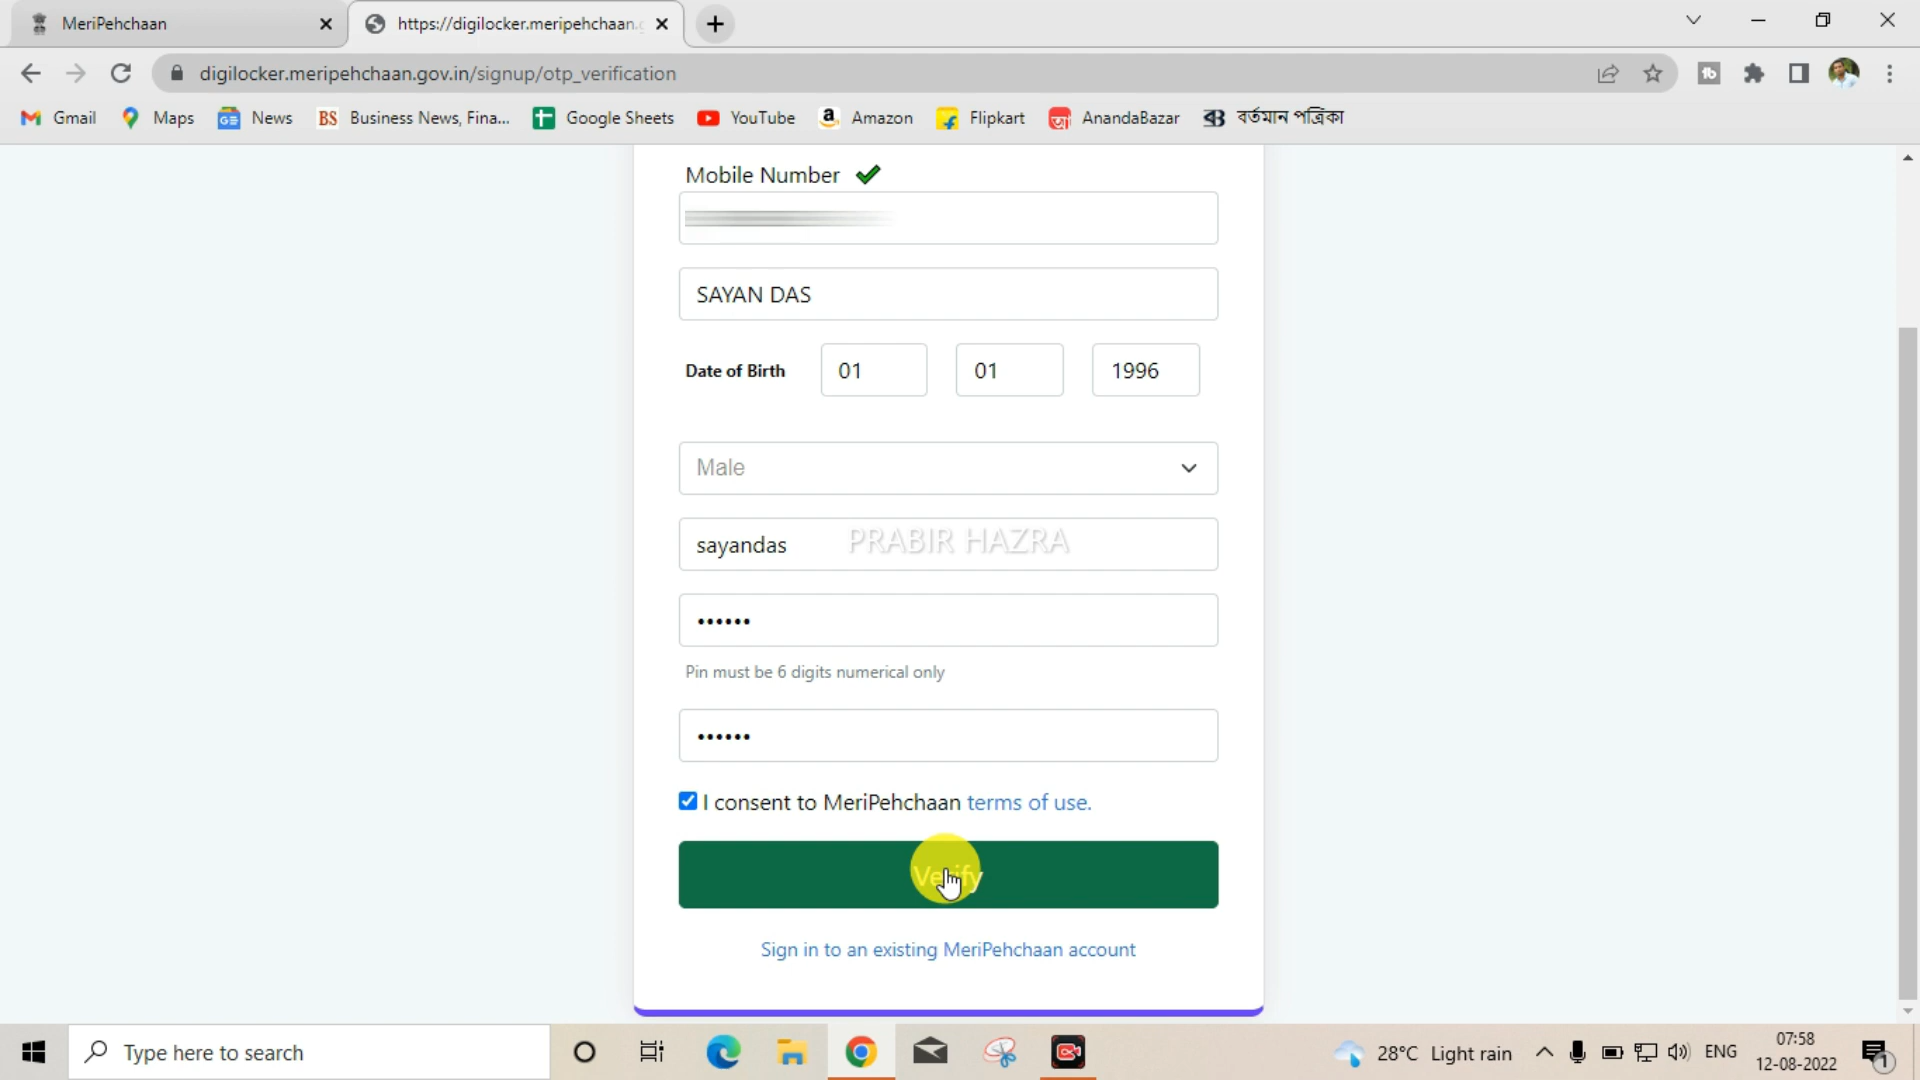 MeriPehchaan
https://digilocker.meripehchaan.
digilocker.meripehchaan.gov.in/signup/otp_verification
Gmail Maps News BS Business News, Fina... Google Sheets YouTube Amazon Flipkart AnandaBazar বর্তমান পত্রিকা
Mobile Number
SAYAN DAS
Date of Birth 01 01 1996
Male
sayandas
PRABIR HAZRA
Pin must be 6 digits numerical only
I consent to MeriPehchaan terms of use.
Verify
Sign in to an existing MeriPehchaan account
Type here to search
28°C Light rain
ENG
07:58
12-08-2022
1